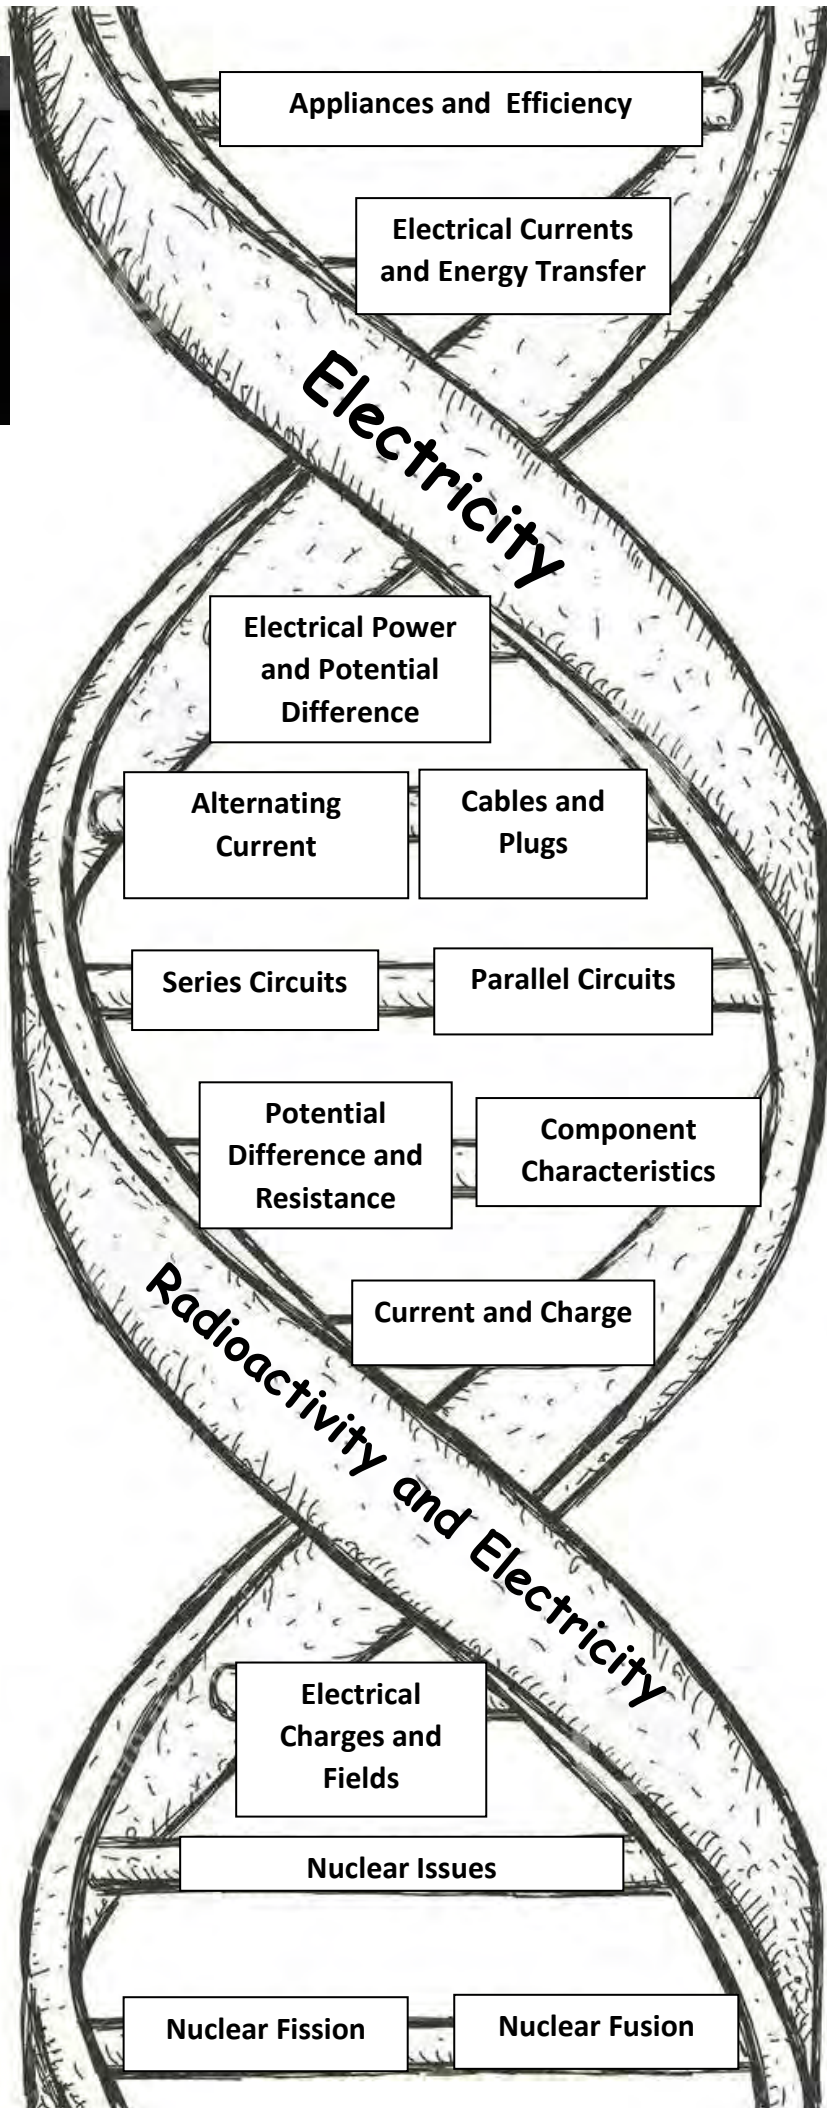 Appliances and Efficiency
Electrical Currents
and Energy Transfer
Electricity
Electrical Power
and Potential
Difference
Alternating
Current
Cables and
Plugs
Series Circuits
Parallel Circuits
Potential
Difference and
Resistance
Component
Characteristics
Current and Charge
Radioactivity and Electricity
Electrical
Charges and
Fields
Nuclear Issues
Nuclear Fission
Nuclear Fusion